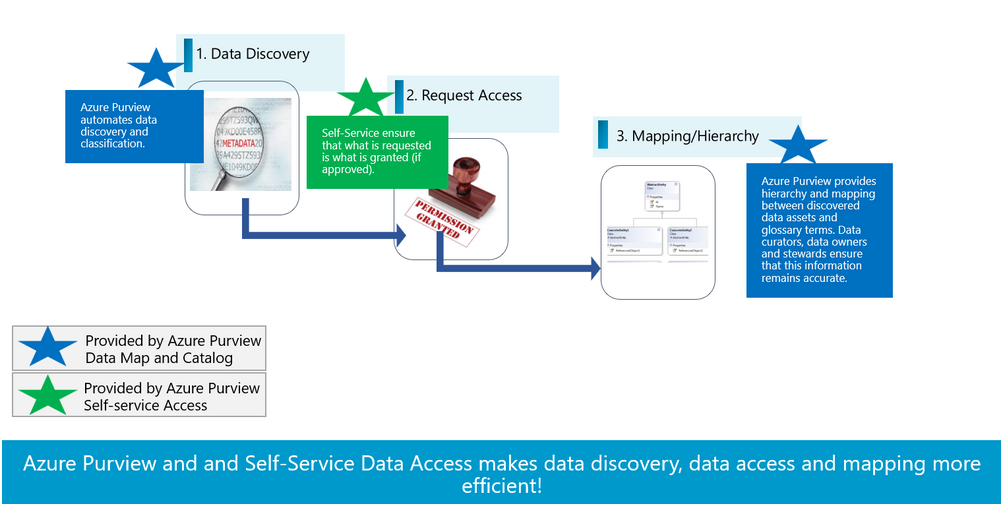 1. Data Discovery
Azure Purview
automates data
discovery and
classification.
METADATA
2. Request Access
Self-Service ensure
that what is requested
is what is granted (if
approved).
PERMISSION
GRANTED
3. Mapping/Hierarchy
Azure Purview provides
hierarchy and mapping
between discovered
data assets and
glossary terms. Data
curators, data owners
and stewards ensure
that this information
remains accurate.
Properties
Properties
Properties
Provided by Azure Purview
Data Map and Catalog
Provided by Azure Purview
Self-service Access
Azure Purview and and Self-Service Data Access makes data discovery, data access and mapping more
efficient!